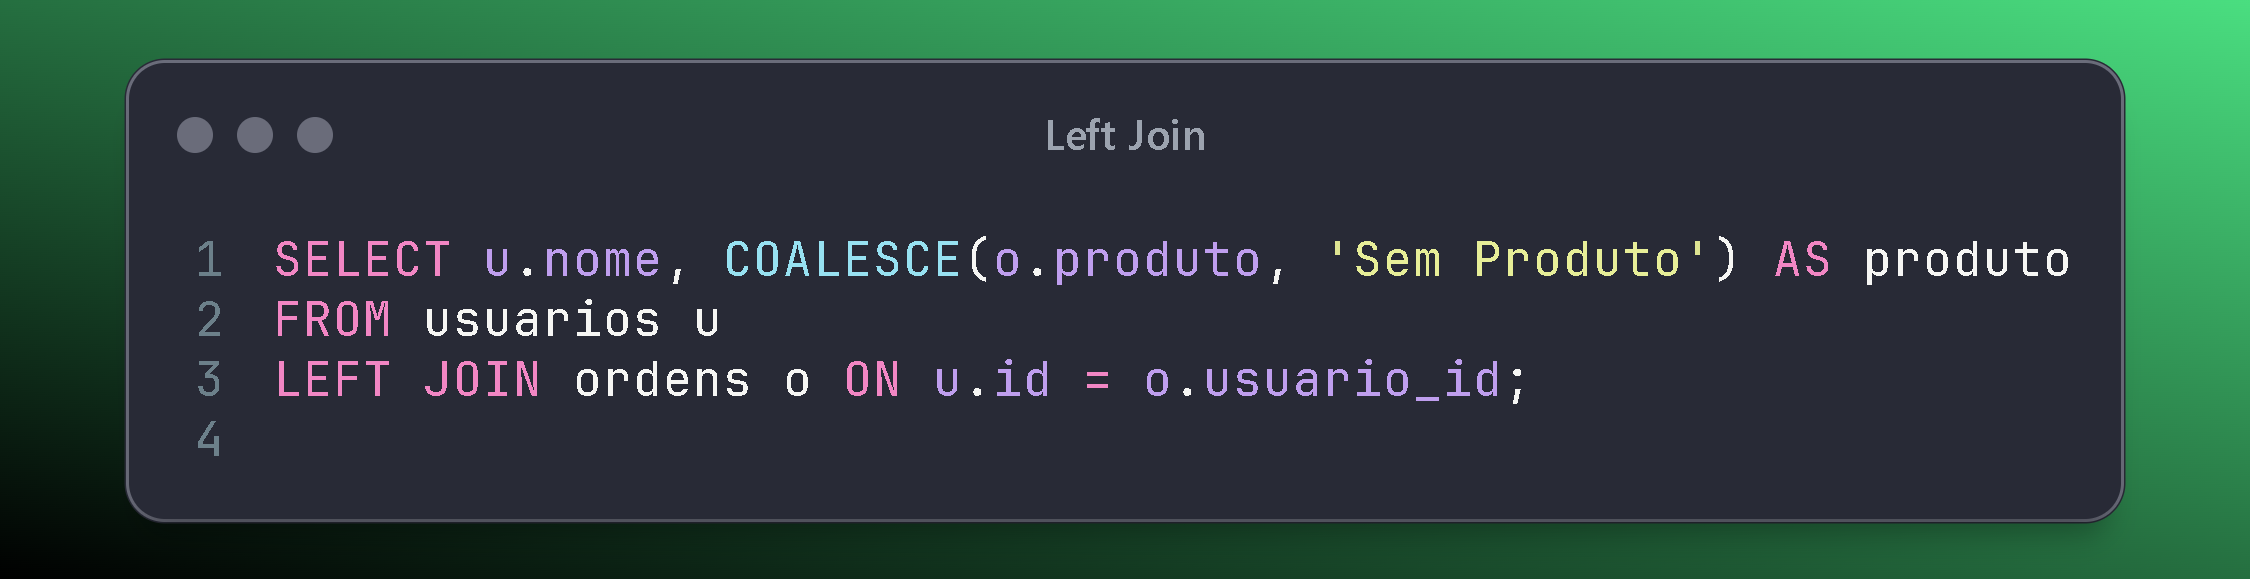 Left Join
1 SELECT u.nome, COALESCE(o.produto, 'Sem Produto') AS produto
2 FROM usuarios u
3 LEFT JOIN ordens o ON u.id = o.usuario_id;
4